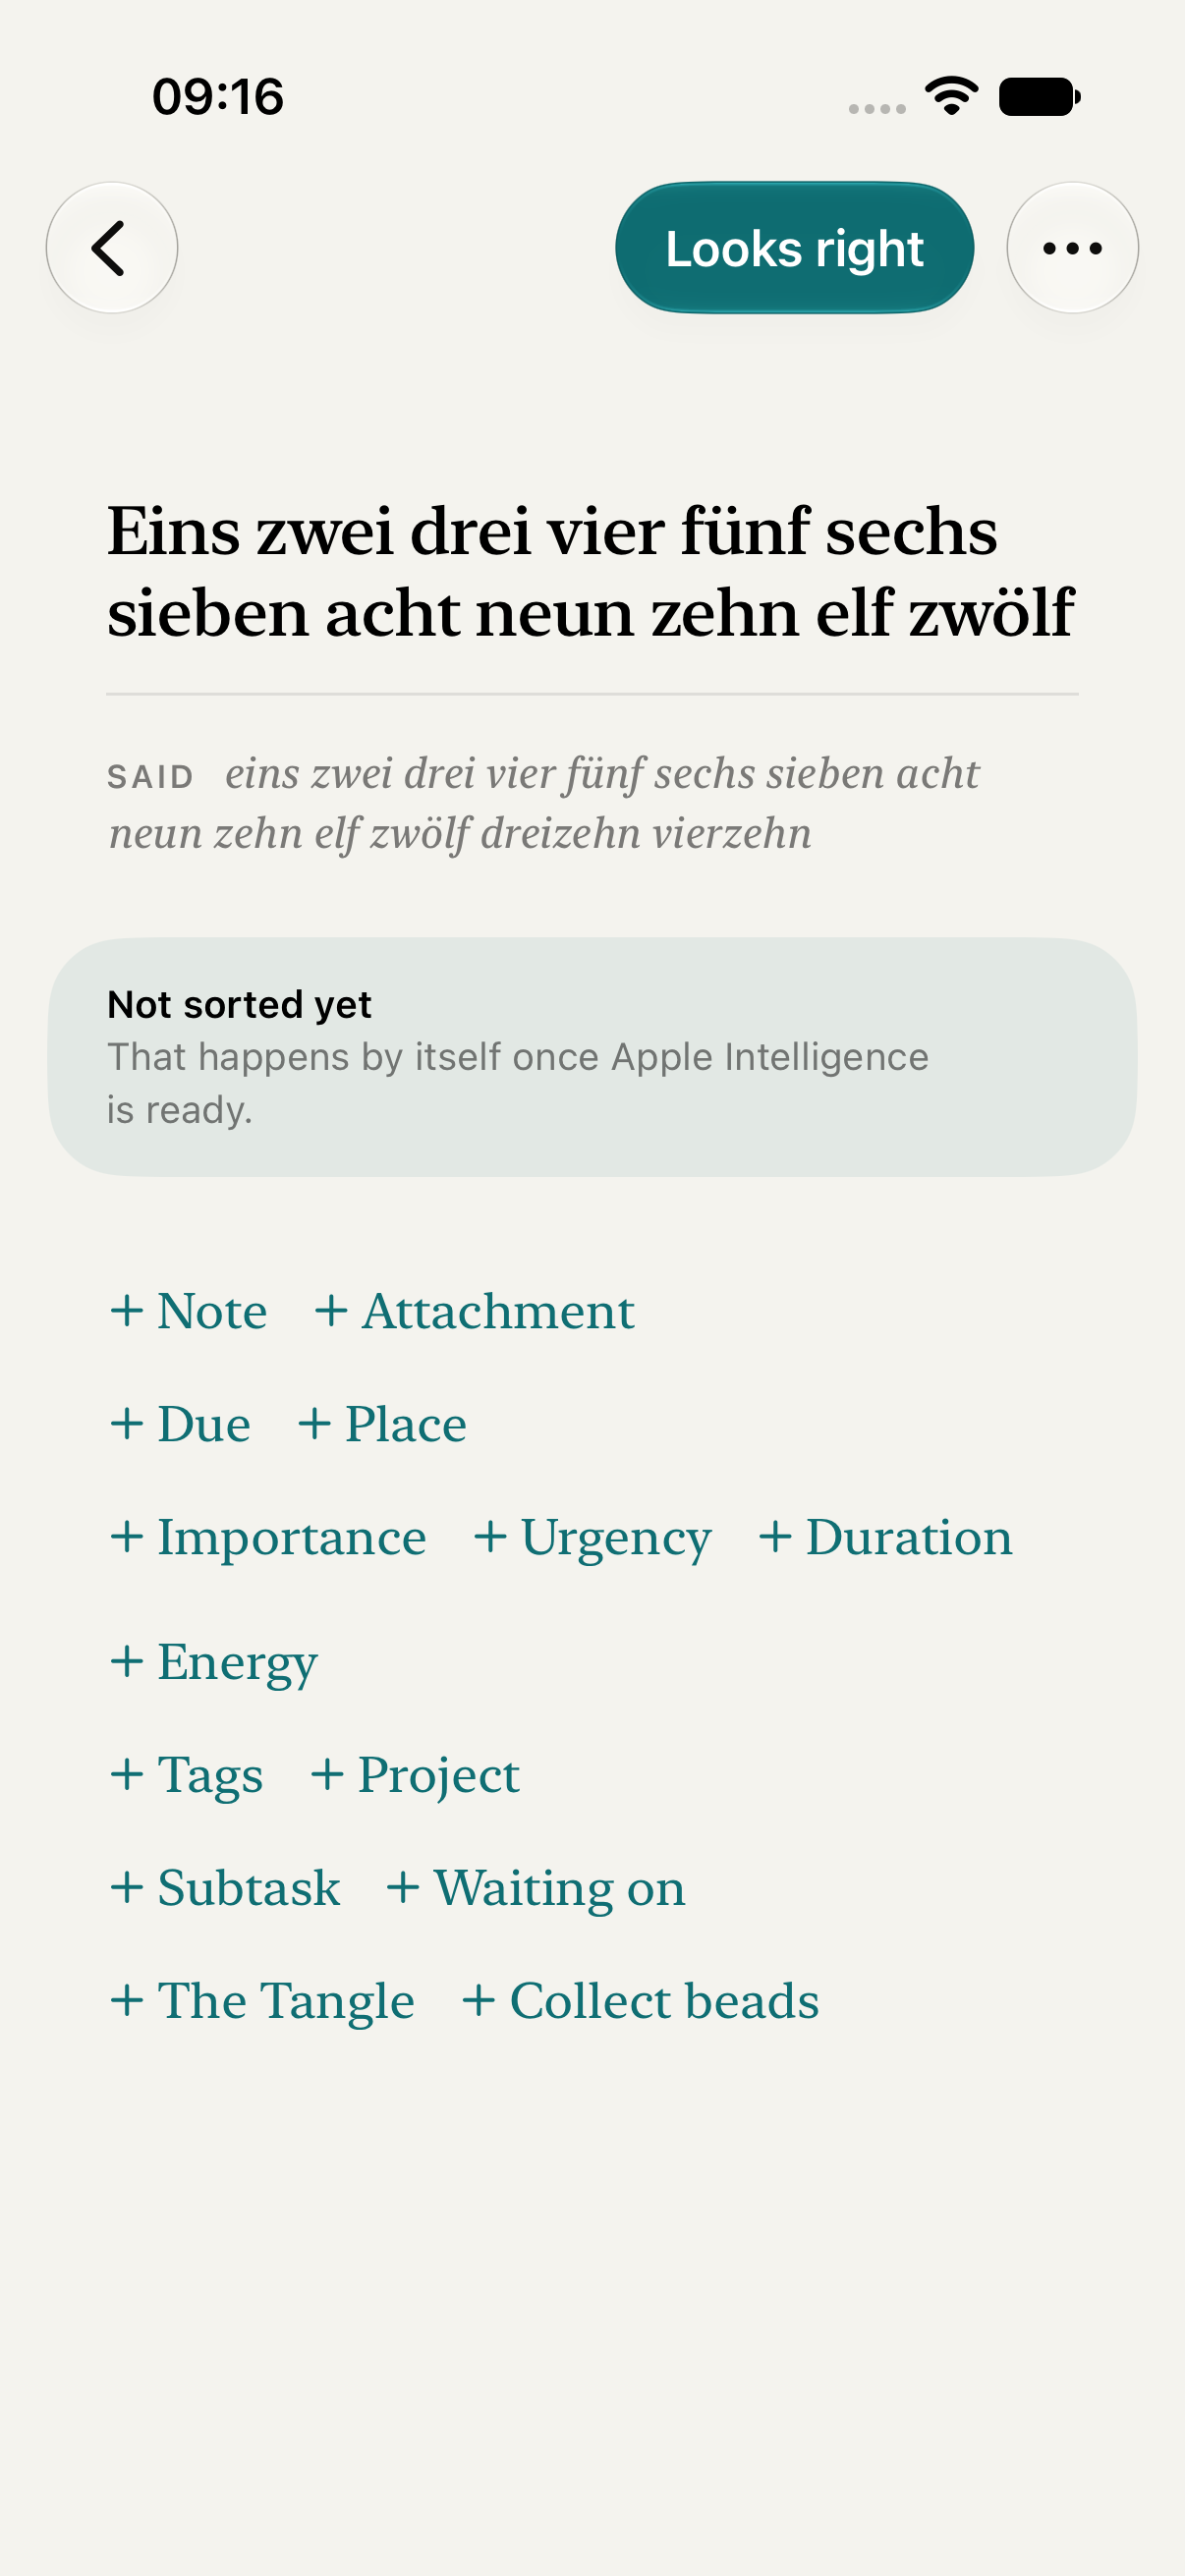 09:16
Looks right
Eins zwei drei vier fünf sechs
sieben acht neun zehn elf zwölf
SAID eins zwei drei vier fünf sechs sieben acht
neun zehn elf zwölf dreizehn vierzehn
Not sorted yet
That happens by itself once Apple Intelligence
is ready.
+ Note + Attachment
+ Due + Place
+ Importance + Urgency + Duration
+ Energy
+ Tags + Project
+ Subtask + Waiting on
+ The Tangle + Collect beads